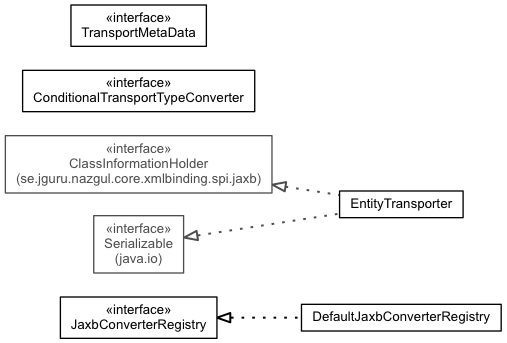 «interface»
TransportMetaData
«interface»
ConditionalTransportTypeConverter
«interface»
ClassInformationHolder
(se.jguru.nazgul.core.xmlbinding.spi.jaxb)
EntityTransporter
«interface»
Serializable
(java.io)
«interface»
JaxbConverterRegistry
DefaultJaxbConverterRegistry